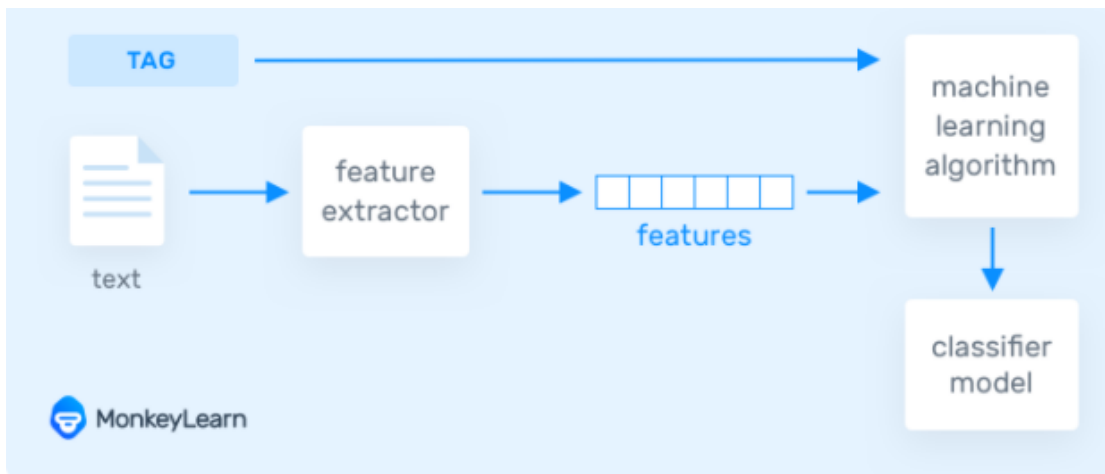 TAG
machine
learning
algorithm
feature
extractor
features
text
classifier
model
MonkeyLearn